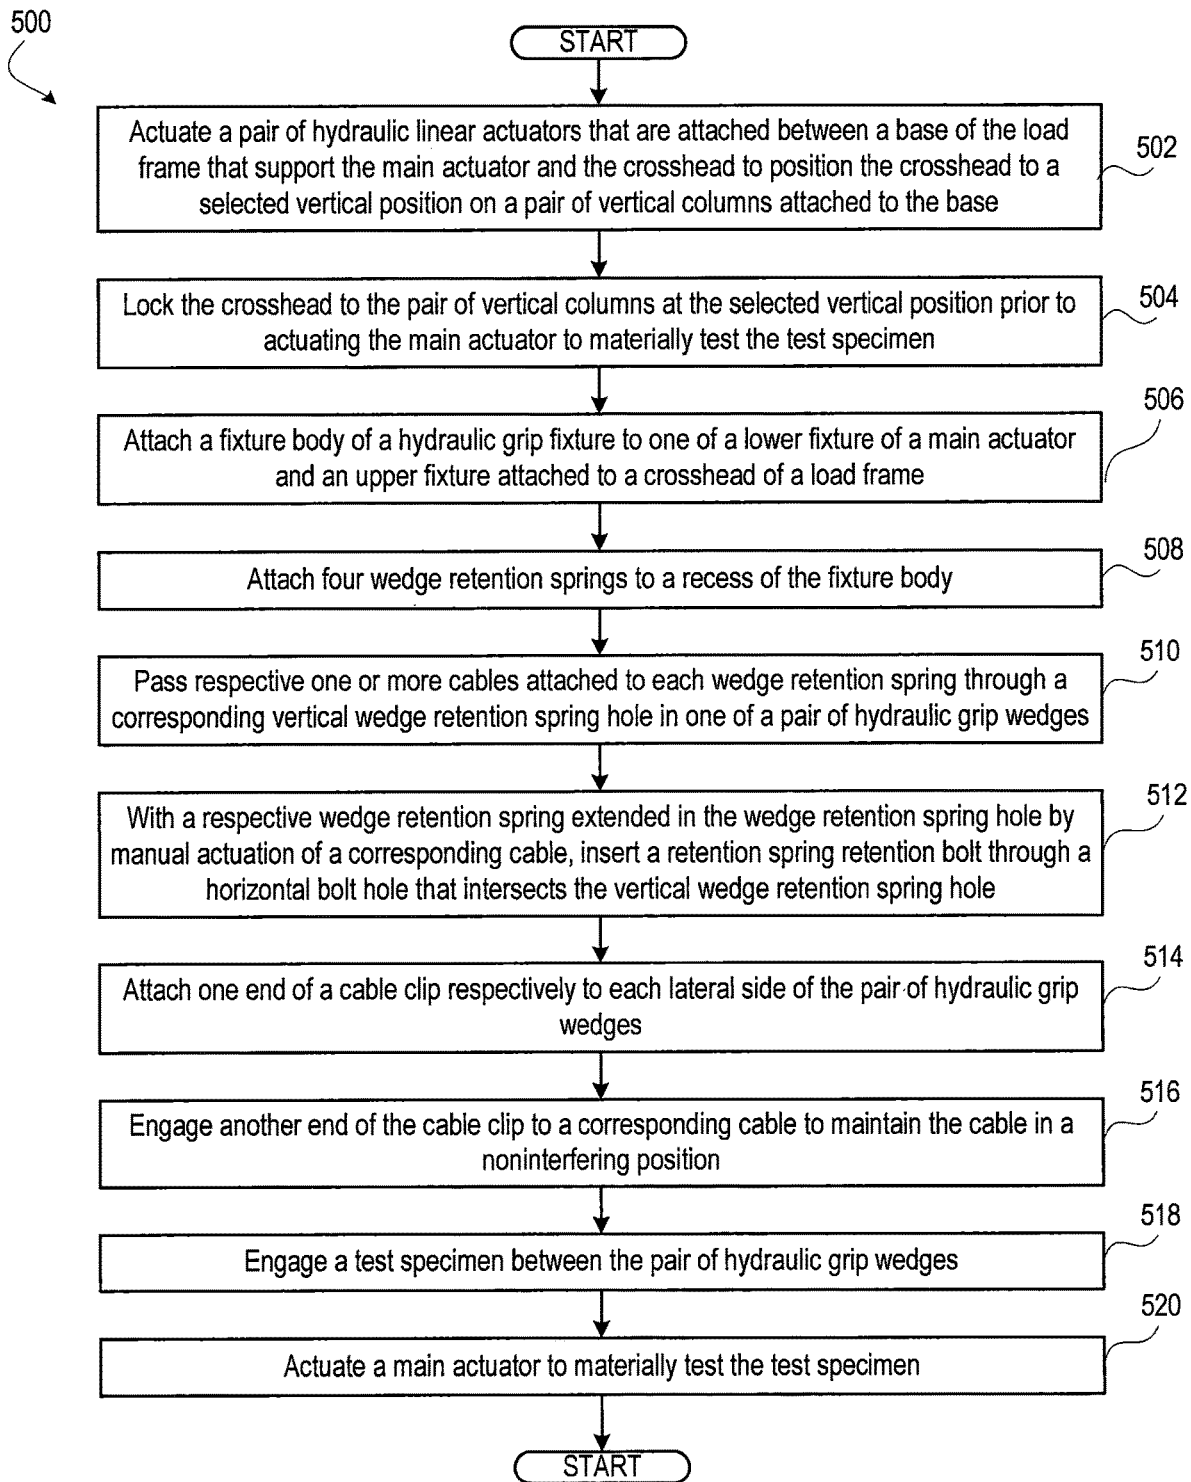 500
START
Actuate a pair of hydraulic linear actuators that are attached between a base of the load
frame that support the main actuator and the crosshead to position the crosshead to a
selected vertical position on a pair of vertical columns attached to the base
502
Lock the crosshead to the pair of vertical columns at the selected vertical position prior to
actuating the main actuator to materially test the test specimen
504
Attach a fixture body of a hydraulic grip fixture to one of a lower fixture of a main actuator
and an upper fixture attached to a crosshead of a load frame
506
Attach four wedge retention springs to a recess of the fixture body
508
Pass respective one or more cables attached to each wedge retention spring through a
corresponding vertical wedge retention spring hole in one of a pair of hydraulic grip wedges
510
With a respective wedge retention spring extended in the wedge retention spring hole by
manual actuation of a corresponding cable, insert a retention spring retention bolt through a
horizontal bolt hole that intersects the vertical wedge retention spring hole
512
Attach one end of a cable clip respectively to each lateral side of the pair of hydraulic grip
wedges
514
Engage another end of the cable clip to a corresponding cable to maintain the cable in a
noninterfering position
516
Engage a test specimen between the pair of hydraulic grip wedges
518
Actuate a main actuator to materially test the test specimen
520
START